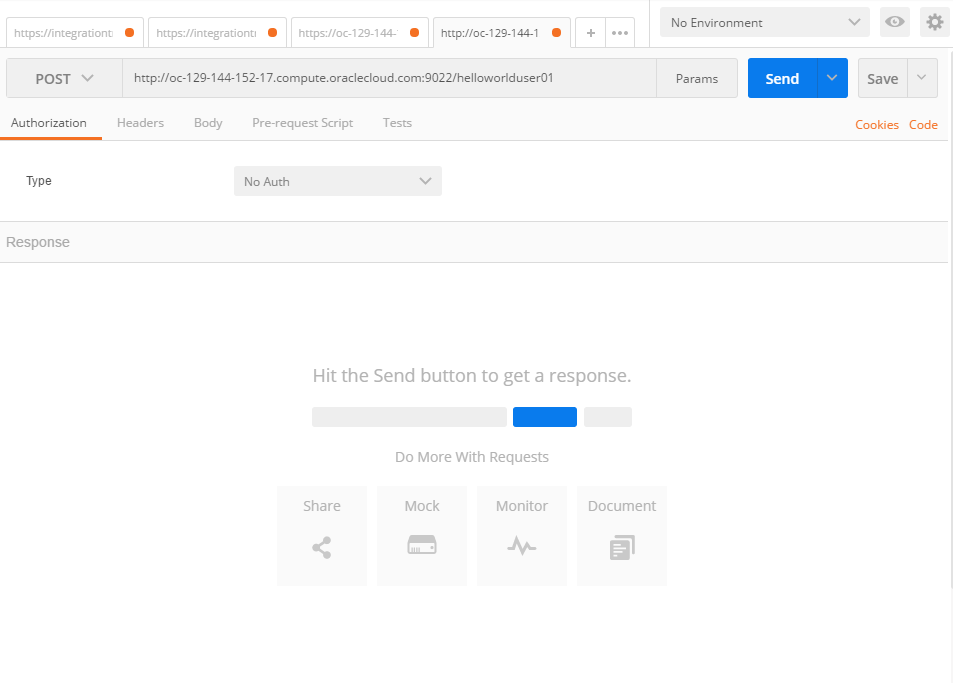 https://integrationt https://integrationt https://oc-129-144- http://oc-129-144-1 + ••• No Environment
POST http://oc-129-144-152-17.compute.oraclecloud.com:9022/helloworlduser01 Params Send Save
Authorization Headers Body Pre-request Script Tests Cookies Code
Type No Auth
Response
Hit the Send button to get a response.
Do More With Requests
Share Mock Monitor Document